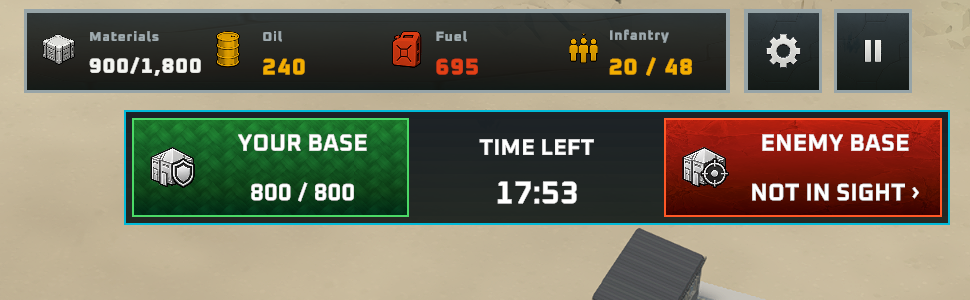 Materials
900/1,800
Oil
240
Fuel
695
Infantry
20 / 48
YOUR BASE
800 / 800
TIME LEFT
17:53
ENEMY BASE
NOT IN SIGHT ›